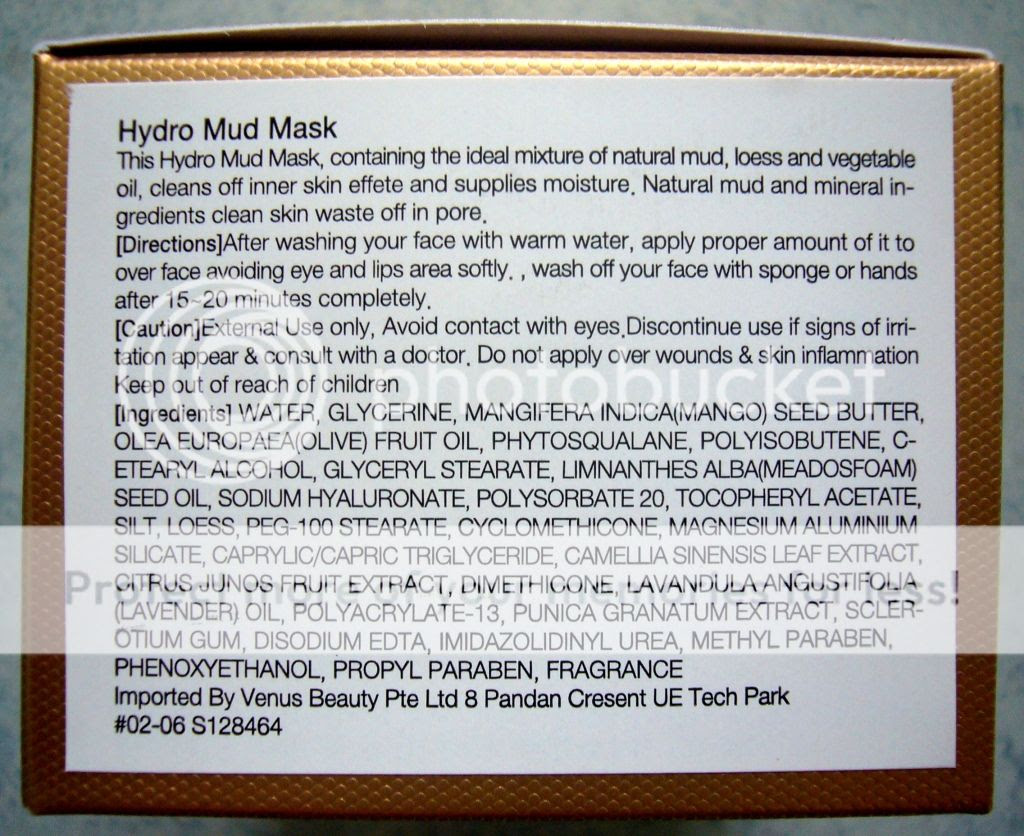 Hydro Mud Mask
This Hydro Mud Mask, containing the ideal mixture of natural mud, loess and vegetable
oil, cleans off inner skin effete and supplies moisture. Natural mud and mineral in-
gredients clean skin waste off in pore.
[Directions]After washing your face with warm water, apply proper amount of it to
over face avoiding eye and lips area softly. , wash off your face with sponge or hands
after 15~20 minutes completely.
[Caution]External Use only, Avoid contact with eyes.Discontinue use if signs of irri-
tation appear & consult with a doctor. Do not apply over wounds & skin inflammation
Keep out of reach of children
photobucket
[Ingredients] WATER, GLYCERINE, MANGIFERA INDICA(MANGO) SEED BUTTER,
OLEA EUROPAEA(OLIVE) FRUIT OIL, PHYTOSQUALANE, POLYISOBUTENE, C-
ETEARYL ALCOHOL, GLYCERYL STEARATE, LIMNANTHES ALBA(MEADOSFOAM)
SEED OIL, SODIUM HYALURONATE, POLYSORBATE 20, TOCOPHERYL ACETATE,
SILT, LOESS, PEG-100 STEARATE, CYCLOMETHICONE, MAGNESIUM ALUMINIUM
SILICATE, CAPRYLIC/CAPRIC TRIGLYCERIDE, CAMELLIA SINENSIS LEAF EXTRACT,
CITRUS JUNOS FRUIT EXTRACT, DIMETHICONE, LAVANDULA ANGUSTIFOLIA
Protect more of your memories for less!
(LAVENDER) OIL, POLYACRYLATE-13, PUNICA GRANATUM EXTRACT, SCLER-
OTIUM GUM, DISODIUM EDTA, IMIDAZOLIDINYL UREA, METHYL PARABEN,
PHENOXYETHANOL, PROPYL PARABEN, FRAGRANCE
Imported By Venus Beauty Pte Ltd 8 Pandan Cresent UE Tech Park
#02-06 S128464